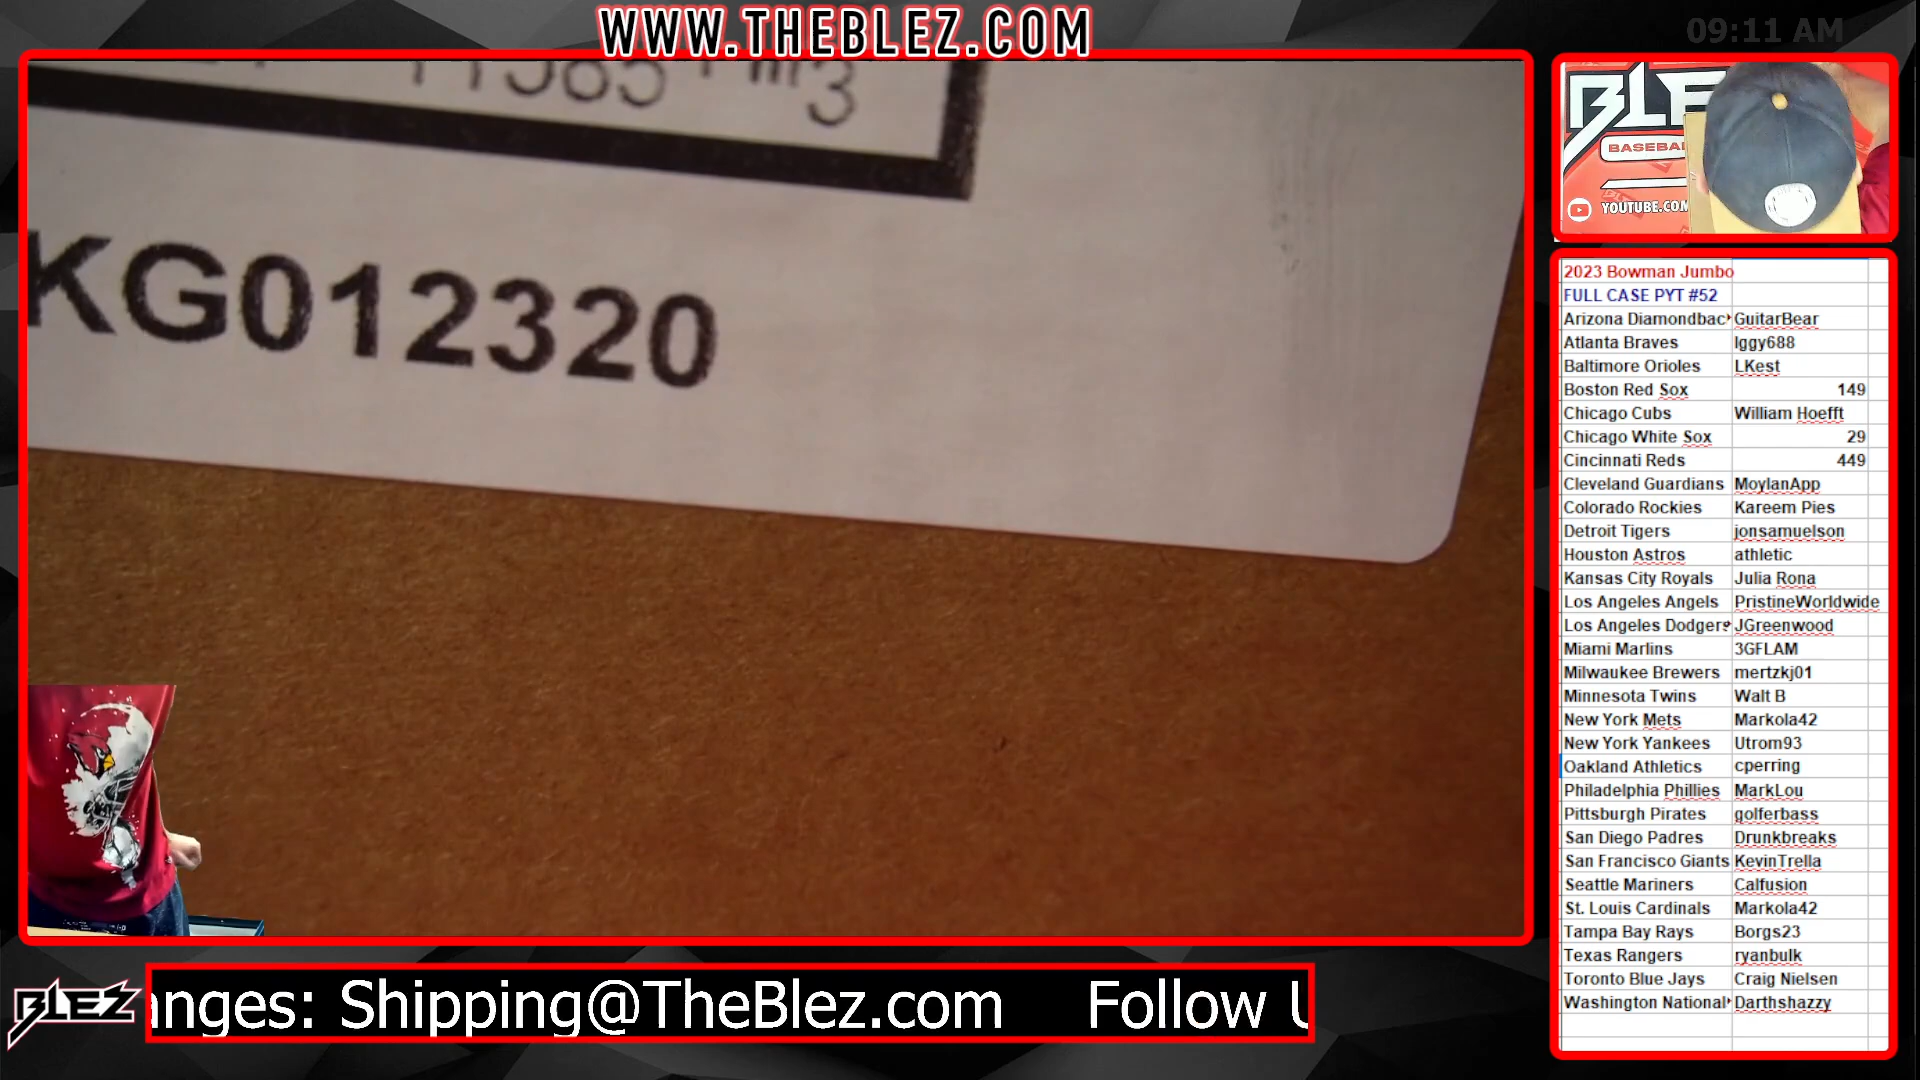 WWW.THEBLEZ.COM
09:11 AM
KG012320
BLEZ
YOUTUBE.COM
2023 Bowman Jumbo
FULL CASE PYT #52
Arizona Diamondbac GuitarBear
Atlanta Braves Iggy688
Baltimore Orioles LKest
Boston Red Sox 149
Chicago Cubs William Hoefft
Chicago White Sox 29
Cincinnati Reds 449
Cleveland Guardians MoylanApp
Colorado Rockies Kareem Pies
Detroit Tigers jonsamuelson
Houston Astros athletic
Kansas City Royals Julia Rona
Los Angeles Angels PristineWorldwide
Los Angeles Dodgers JGreenwood
Miami Marlins 3GFLAM
Milwaukee Brewers mertzkj01
Minnesota Twins Walt B
New York Mets Markola42
New York Yankees Utrom93
Oakland Athletics cperring
Philadelphia Phillies MarkLou
Pittsburgh Pirates golferbass
San Diego Padres Drunkbreaks
San Francisco Giants KevinTrella
Seattle Mariners Calfusion
St. Louis Cardinals Markola42
Tampa Bay Rays Borgs23
Texas Rangers ryanbulk
Toronto Blue Jays Craig Nielsen
Washington National Darthshazzy
BLEZ
anges: Shipping@TheBlez.com Follow U